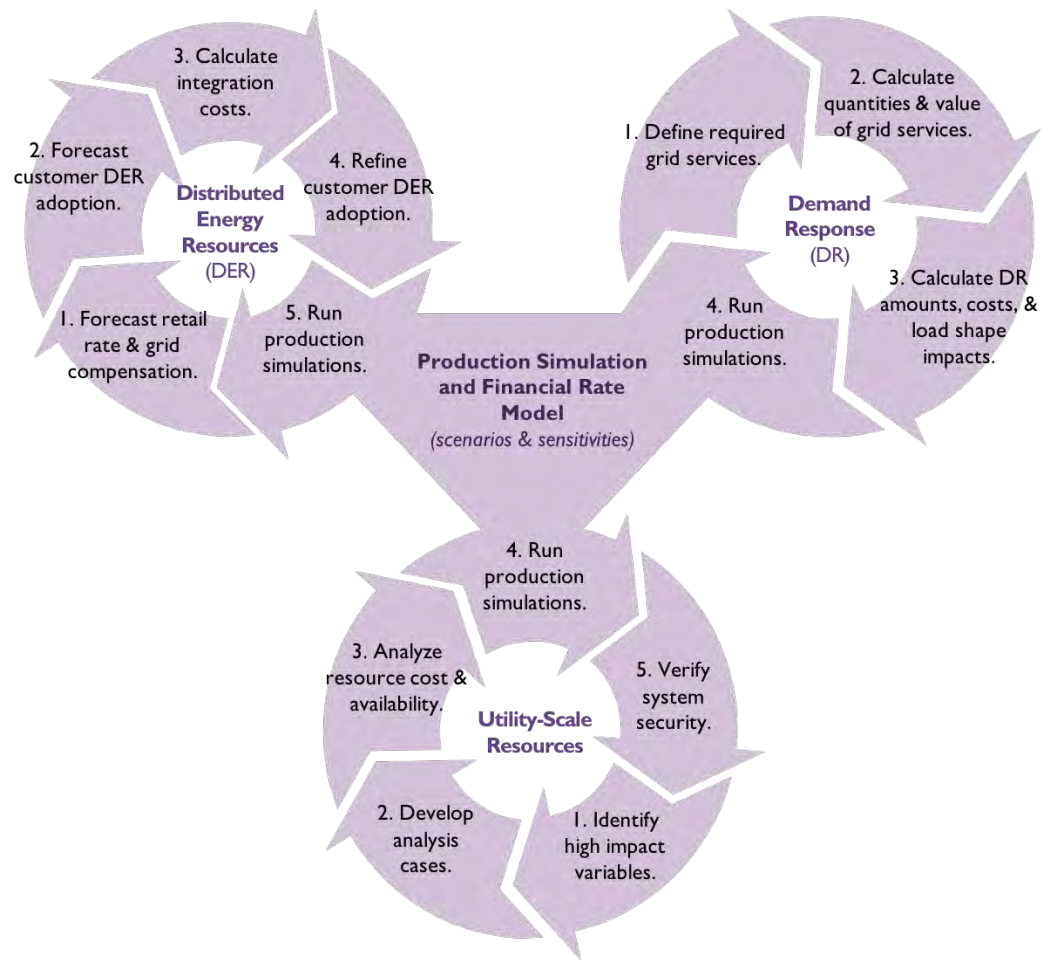 3. Calculate
integration
costs.
2. Forecast
customer DER
adoption.
4. Refine
customer DER
adoption.
Distributed
Energy
Resources
(DER)
1. Forecast retail
rate & grid
compensation.
5. Run
production
simulations.
1. Define required
grid services.
2. Calculate
quantities & value
of grid services.
Demand
Response
(DR)
3. Calculate DR
amounts, costs, &
load shape
impacts.
4. Run
production
simulations.
Production Simulation
and Financial Rate
Model
(scenarios & sensitivities)
4. Run
production
simulations.
3. Analyze
resource cost &
availability.
5. Verify
system
security.
Utility-Scale
Resources
2. Develop
analysis
cases.
1. Identify
high impact
variables.